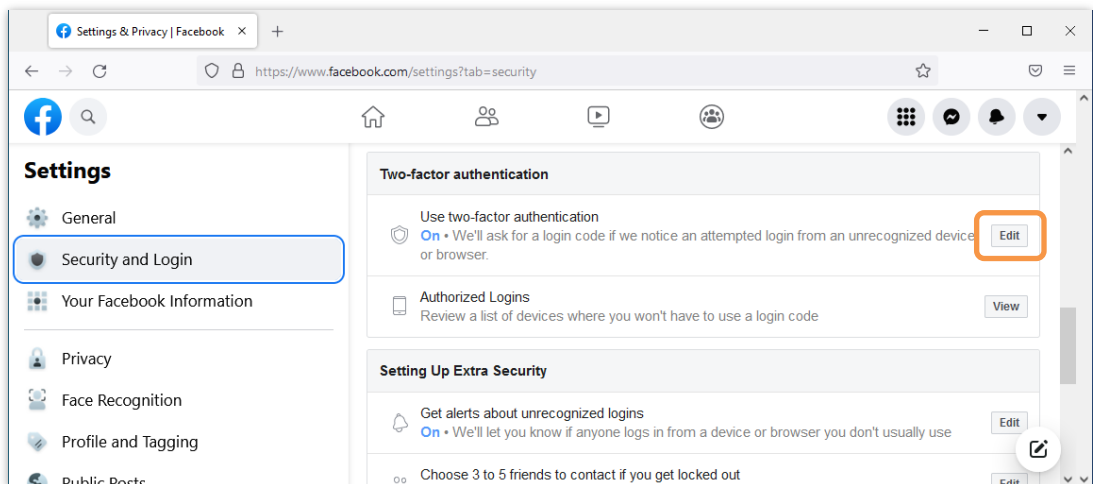 Settings & Privacy | Facebook
https://www.facebook.com/settings?tab=security
Settings
General
Security and Login
Your Facebook Information
Privacy
Face Recognition
Profile and Tagging
Public Posts
Two-factor authentication
Use two-factor authentication
On • We'll ask for a login code if we notice an attempted login from an unrecognized device
or browser.
Edit
Authorized Logins
Review a list of devices where you won't have to use a login code
View
Setting Up Extra Security
Get alerts about unrecognized logins
On • We'll let you know if anyone logs in from a device or browser you don't usually use
Edit
Choose 3 to 5 friends to contact if you get locked out
Edit